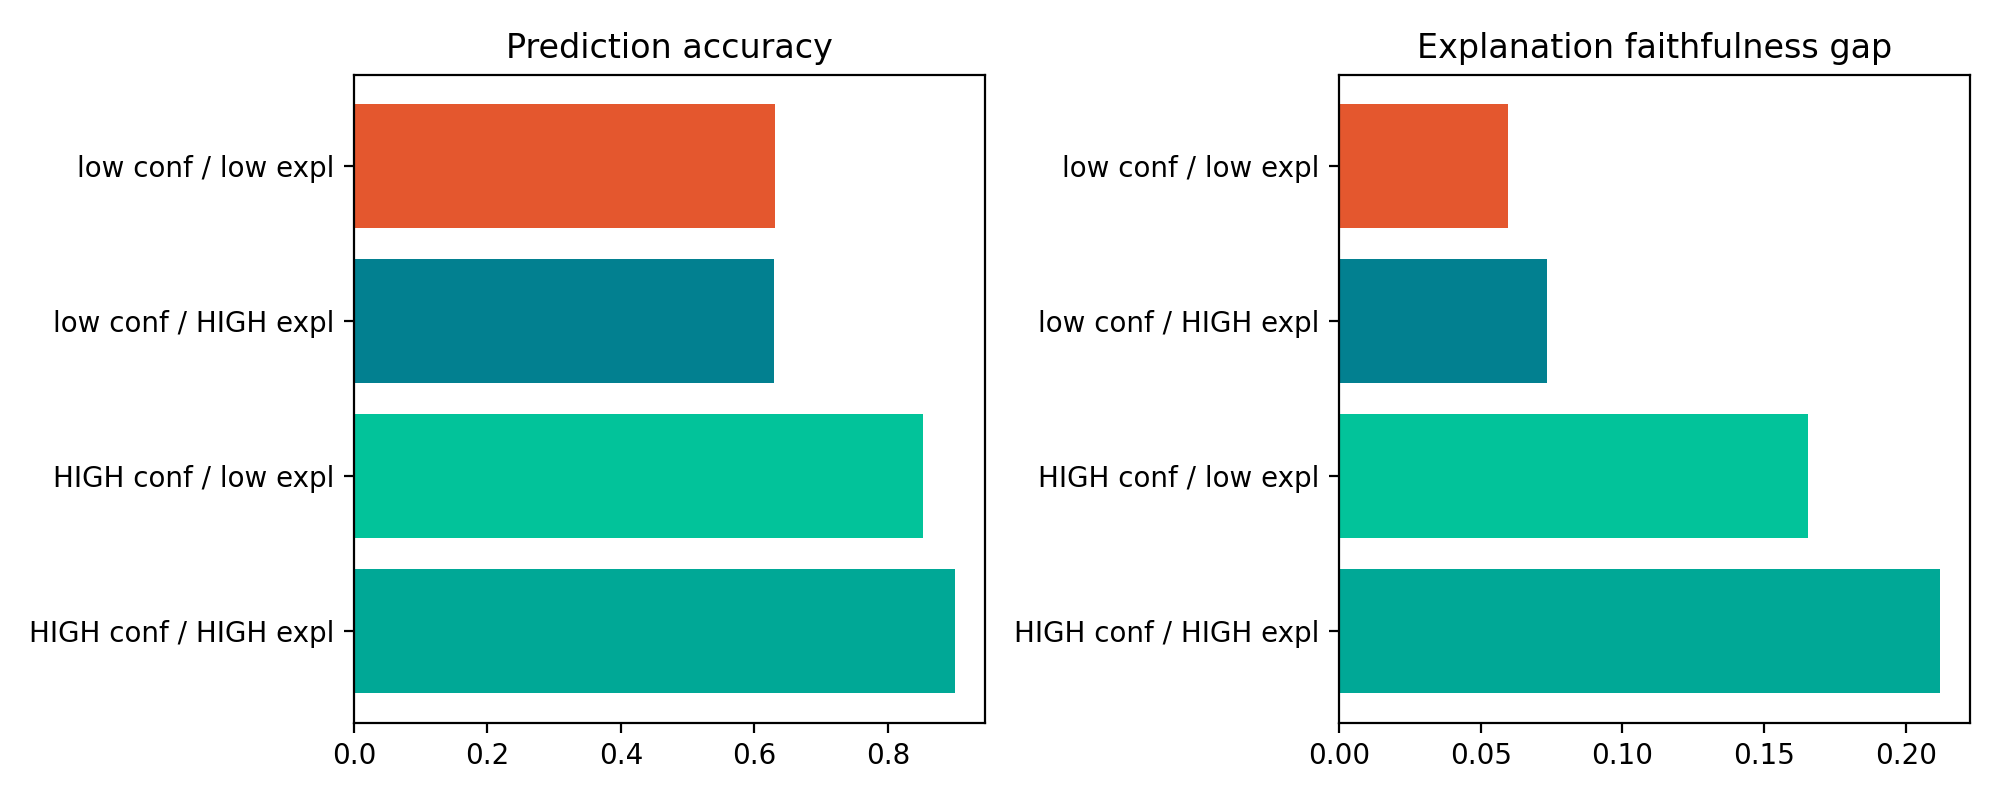 Prediction accuracy
low conf / low expl
low conf / HIGH expl
HIGH conf / low expl
HIGH conf / HIGH expl
0.0 0.2 0.4 0.6 0.8
Explanation faithfulness gap
low conf / low expl
low conf / HIGH expl
HIGH conf / low expl
HIGH conf / HIGH expl
0.00 0.05 0.10 0.15 0.20